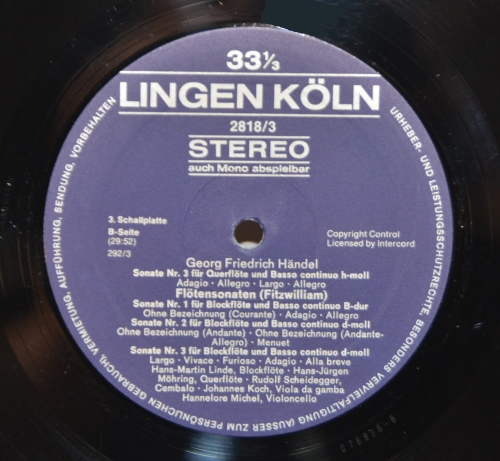 33⅓
LINGEN KÖLN
2818/3
STEREO
auch Mono abspielbar
3. Schallplatte
B-Seite
(29:52)
292/3
Copyright Control
Licensed by Intercord
Georg Friedrich Händel
Sonate Nr. 3 für Querflöte und Basso continuo h-moll
Adagio · Allegro · Largo · Allegro
Flötensonaten (Fitzwilliam)
Sonate Nr. 1 für Blockflöte und Basso continuo B-dur
Ohne Bezeichnung (Courante) · Adagio · Allegro
Sonate Nr. 2 für Blockflöte und Basso continuo d-moll
Ohne Bezeichnung (Andante) · Ohne Bezeichnung (Andante-
Allegro) · Menuet
Sonate Nr. 3 für Blockflöte und Basso continuo d-moll
Largo · Vivace · Furioso · Adagio · Alla breve
Hans-Martin Linde, Blockflöte · Hans-Jürgen
Möhring, Querflöte · Rudolf Scheidegger,
Cembalo · Johannes Koch, Viola da gamba
Hannelore Michel, Violoncello
URHEBER- UND LEISTUNGSSCHUTZRECHTE, BESONDERS VERVIELFÄLTIGUNG (AUSSER ZUM PERSÖNLICHEN GEBRAUCH), VERMIETUNG, AUFFÜHRUNG, SENDUNG, VORBEHALTEN